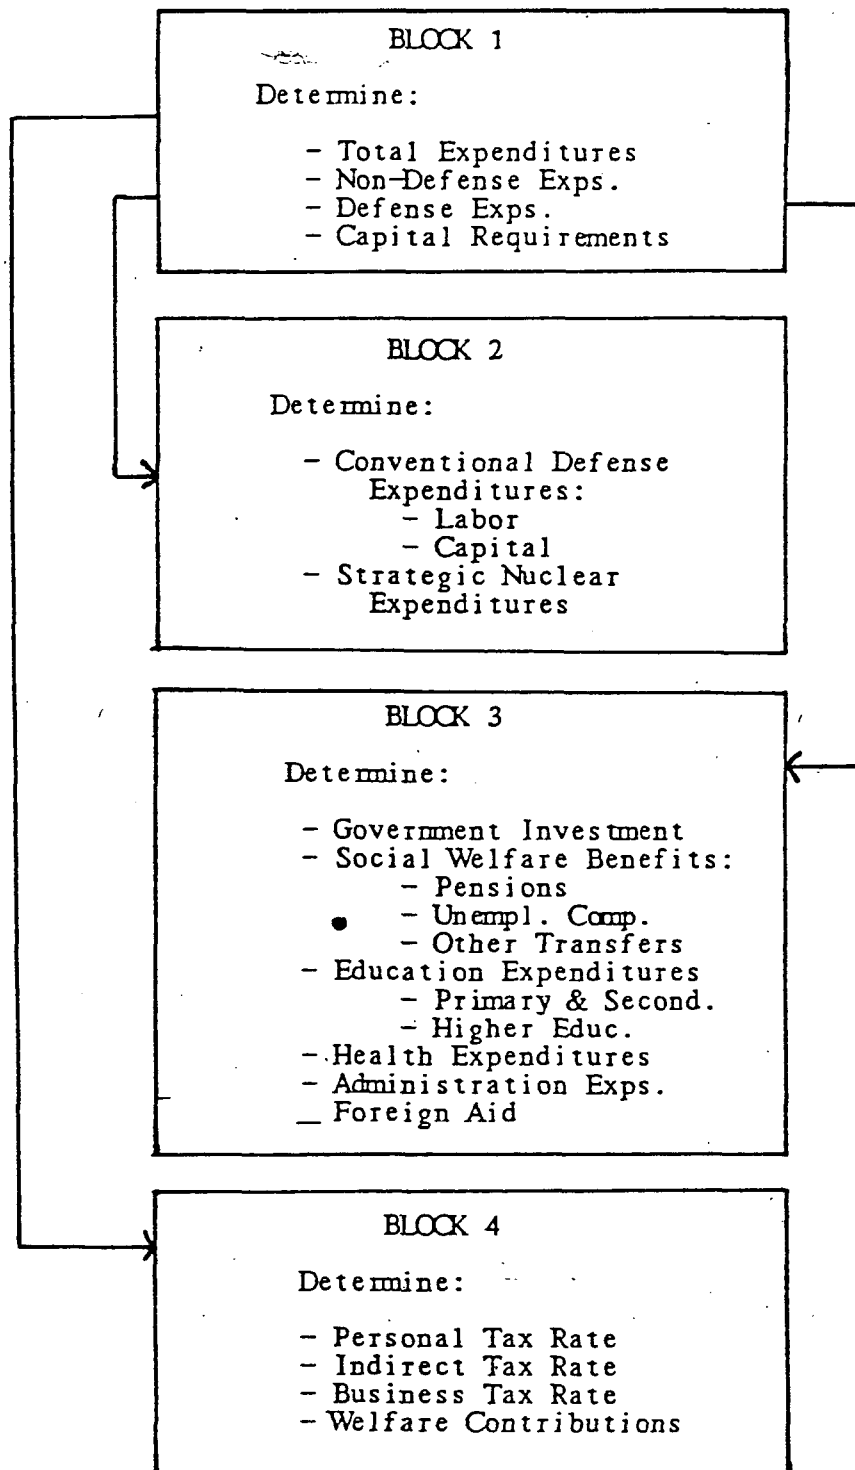 BLOCK 1
Determine:
- Total Expenditures
- Non-Defense Exps.
- Defense Exps.
- Capital Requirements
BLOCK 2
Determine:
- Conventional Defense
Expenditures:
- Labor
- Capital
- Strategic Nuclear
Expenditures
BLOCK 3
Determine:
- Government Investment
- Social Welfare Benefits:
- Pensions
- Unempl. Comp.
- Other Transfers
- Education Expenditures
- Primary & Second.
- Higher Educ.
- Health Expenditures
- Administration Exps.
_ Foreign Aid
BLOCK 4
Determine:
- Personal Tax Rate
- Indirect Tax Rate
- Business Tax Rate
- Welfare Contributions